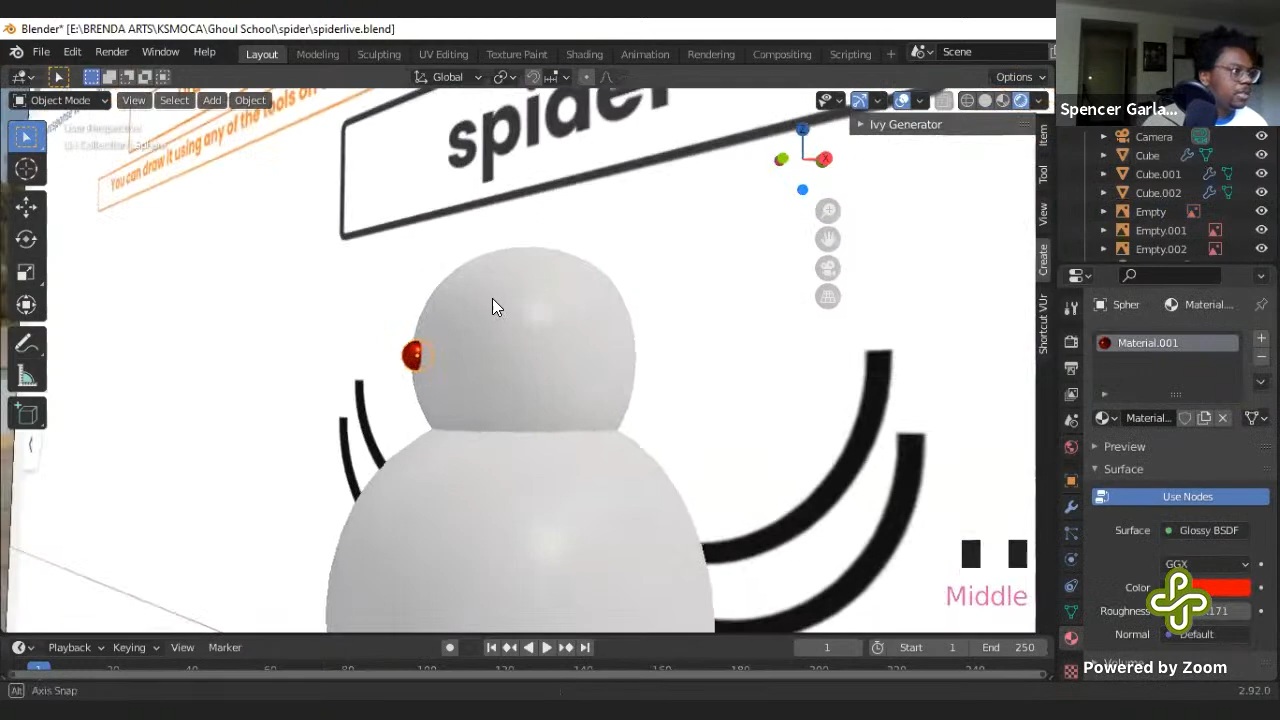 Blender* [E:\BRENDA ARTS\KSMOCA\Ghoul School\spider\spiderlive.blend]
File Edit Render Window Help
Layout Modeling Sculpting UV Editing Texture Paint Shading Animation Rendering Compositing Scripting
Scene
Global
Options
Object Mode View Select Add Object
User Perspective
You can draw it using any of the tools on
spider
Ivy Generator
Item
Tool
View
Create
Shortcut VUr
Z
X
Middle
Spencer Garla...
Camera
Cube
Cube.001
Cube.002
Empty
Empty.001
Empty.002
Spher
Material...
Material.001
Material...
Preview
Surface
Use Nodes
Surface Glossy BSDF
GGX
Color
Roughness .171
Normal Default
Playback Keying View Marker
1 Start 1 End 250
1
Alt Axis Snap
Powered by Zoom
2.92.0